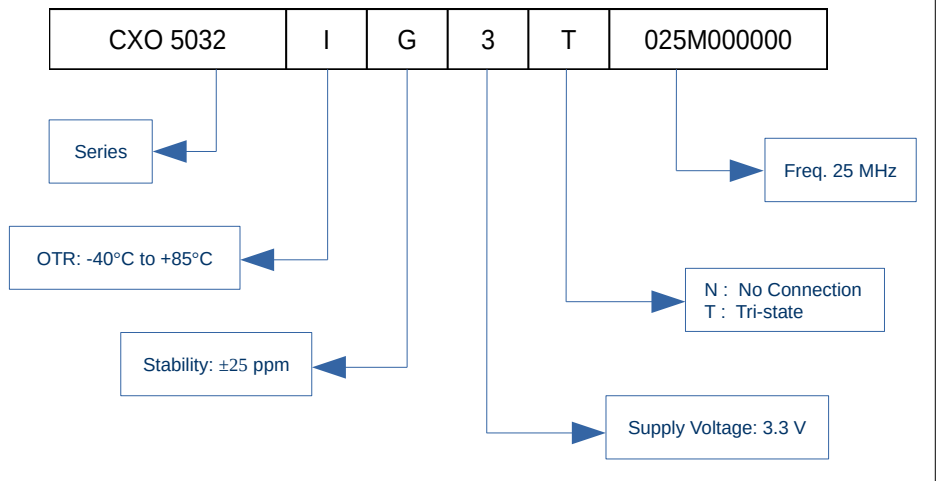 CXO 5032 I G 3 T 025M000000
Series
Freq. 25 MHz
OTR: -40°C to +85°C
N : No Connection
T : Tri-state
Stability: ±25 ppm
Supply Voltage: 3.3 V